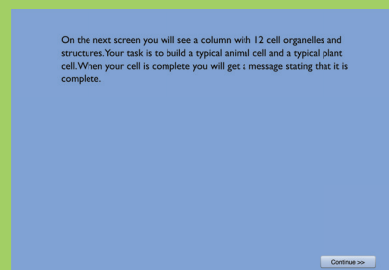 On the next screen you will see a column with 12 cell organelles and
structures. Your task is to build a typical animal cell and a typical plant
cell. When your cell is complete you will get a message stating that it is
complete.
Continue >>